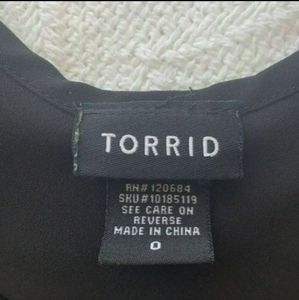 TORRID
RN#120684
SKU#10185119
SEE CARE ON
REVERSE
MADE IN CHINA
0